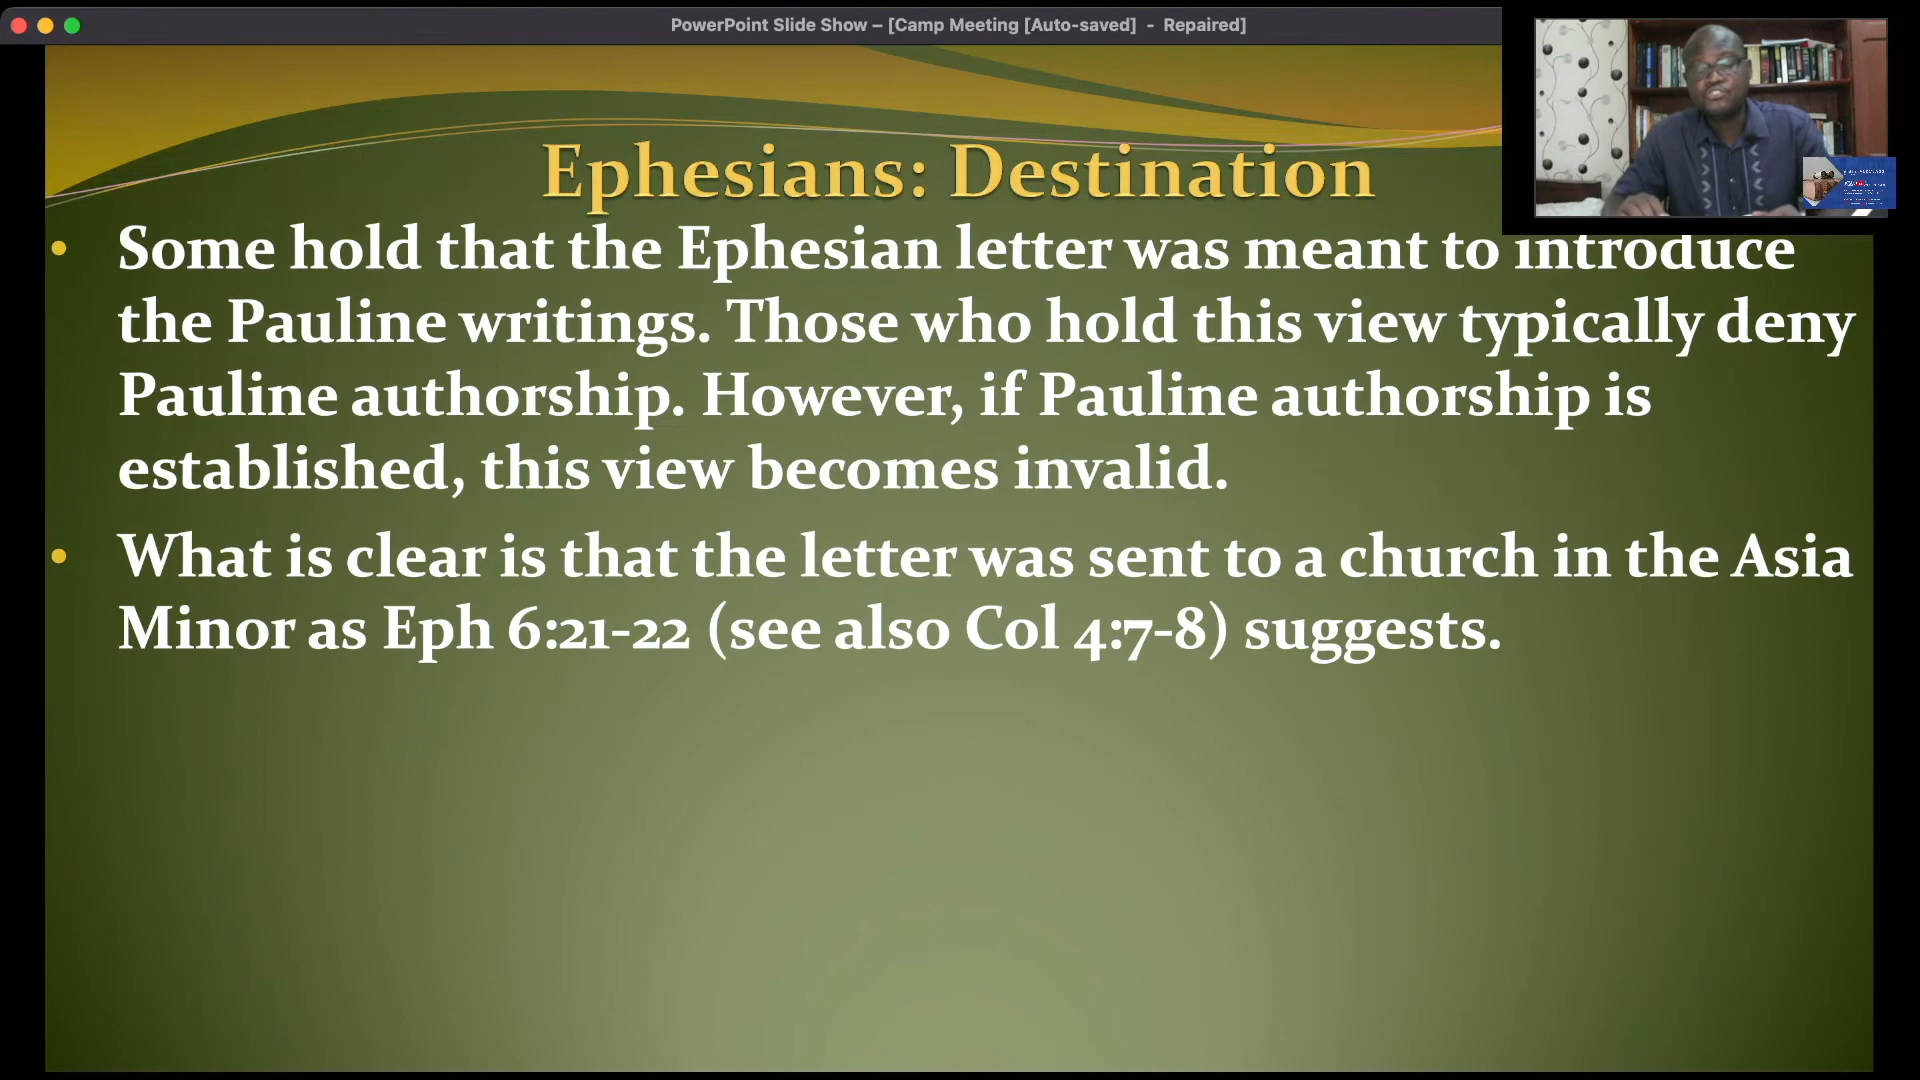 PowerPoint Slide Show – [Camp Meeting [Auto-saved]  -  Repaired]
Ephesians: Destination
• Some hold that the Ephesian letter was meant to introduce
the Pauline writings. Those who hold this view typically deny
Pauline authorship. However, if Pauline authorship is
established, this view becomes invalid.
• What is clear is that the letter was sent to a church in the Asia
Minor as Eph 6:21-22 (see also Col 4:7-8) suggests.